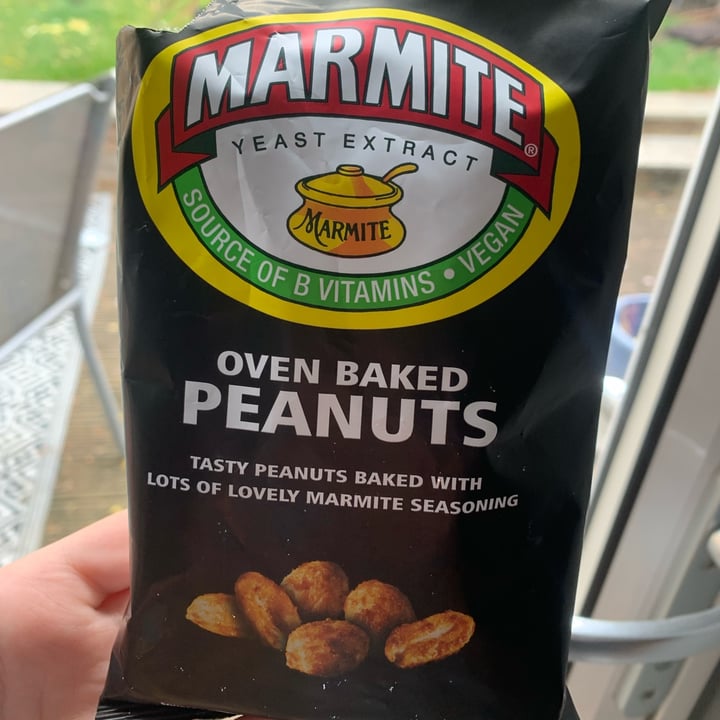 MARMITE®
YEAST EXTRACT
MARMITE
SOURCE OF B VITAMINS • VEGAN
OVEN BAKED
PEANUTS
TASTY PEANUTS BAKED WITH
LOTS OF LOVELY MARMITE SEASONING